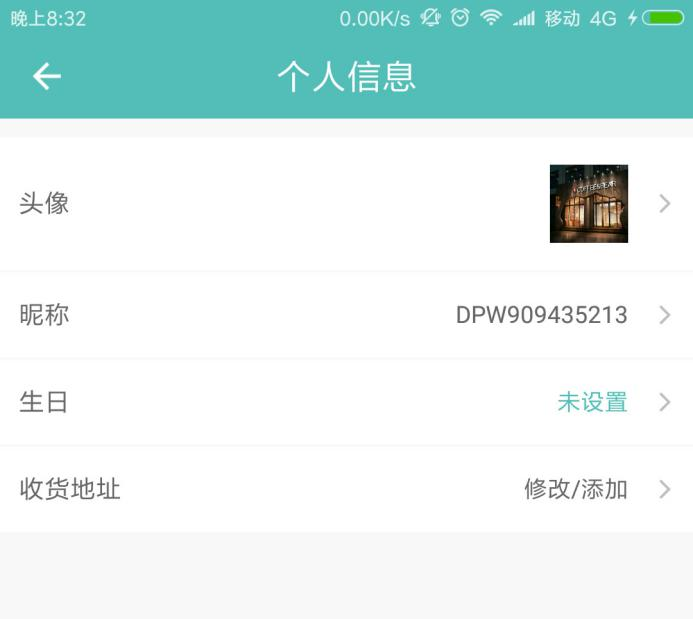 晚上8:32 0.00K/s 移动 4G
个人信息
头像
昵称 DPW909435213
生日 未设置
收货地址 修改/添加